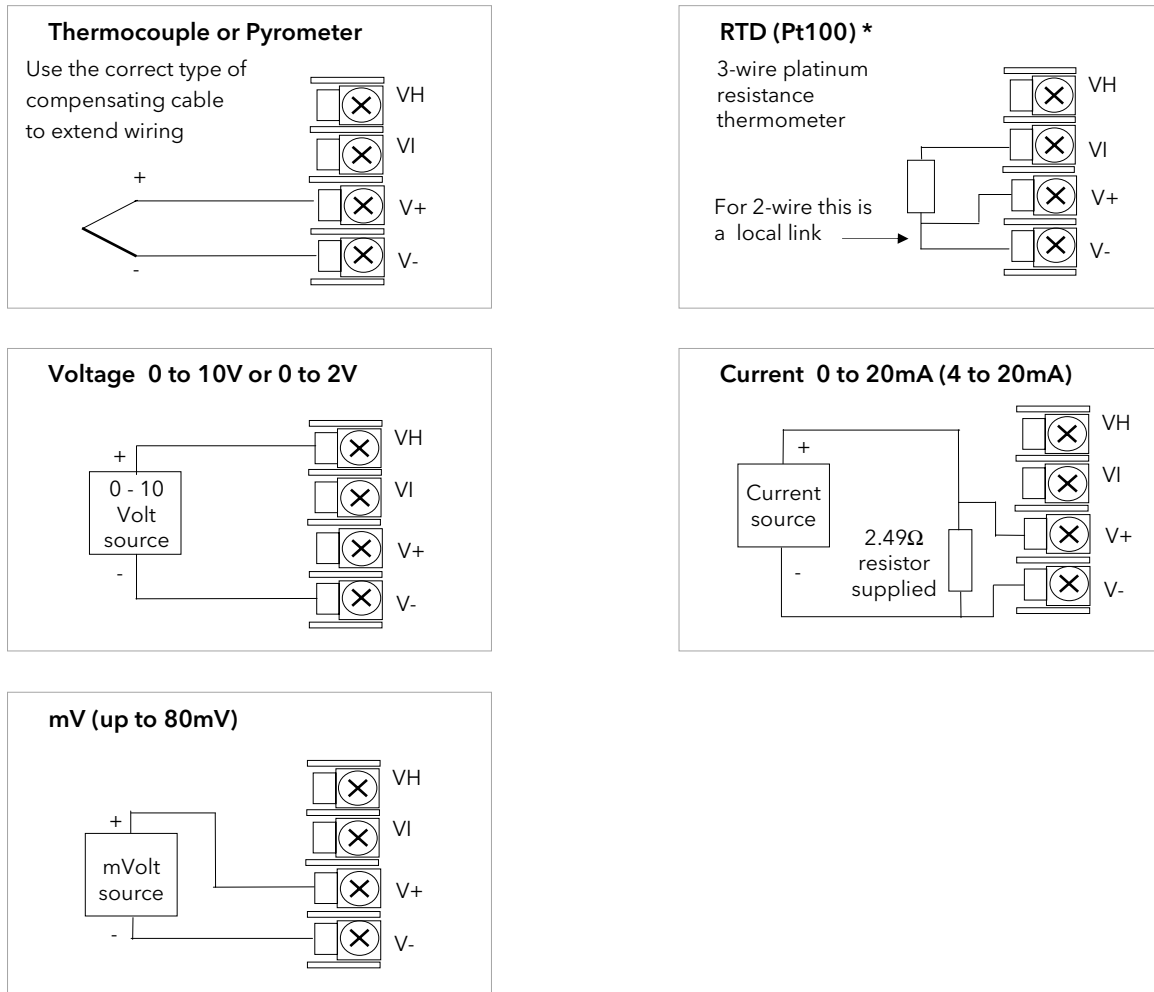 Thermocouple or Pyrometer
Use the correct type of
compensating cable
to extend wiring
+
-
VH
VI
V+
V-
RTD (Pt100) *
3-wire platinum
resistance
thermometer
For 2-wire this is
a local link
VH
VI
V+
V-
Voltage 0 to 10V or 0 to 2V
+
0 - 10
Volt
source
-
VH
VI
V+
V-
Current 0 to 20mA (4 to 20mA)
+
Current
source
-
2.49Ω
resistor
supplied
VH
VI
V+
V-
mV (up to 80mV)
+
mVolt
source
-
VH
VI
V+
V-